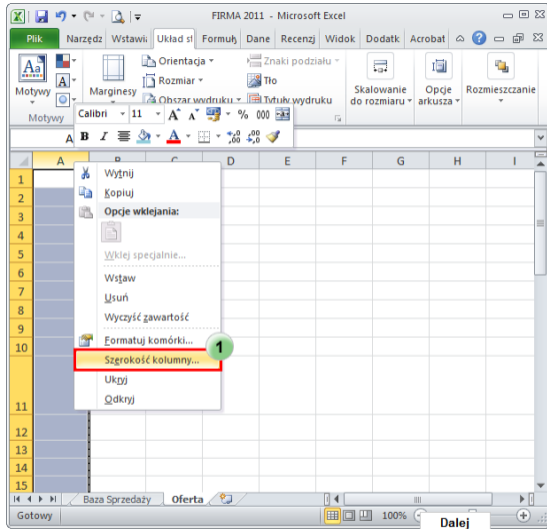 FIRMA 2011 - Microsoft Excel
Plik Narzędz Wstawi Układ st Formuły Dane Recenzj Widok Dodatk Acrobat
Motywy
Marginesy
Orientacja
Rozmiar
Obszar wydruku
Znaki podziału
Tło
Tytuły wydruku
Skalowanie do rozmiaru
Opcje arkusza
Rozmieszczanie
Motywy
Calibri 11 A A % 000
B I A
A
A B C D E F G H I
1
2
3
4
5
6
7
8
9
10
11
12
13
14
15
Wytnij
Kopiuj
Opcje wklejania:
Wklej specjalnie...
Wstaw
Usuń
Wyczyść zawartość
Formatuj komórki...
Szerokość kolumny...
1
Ukryj
Odkryj
Baza Sprzedaży Oferta
Gotowy 100%
Dalej